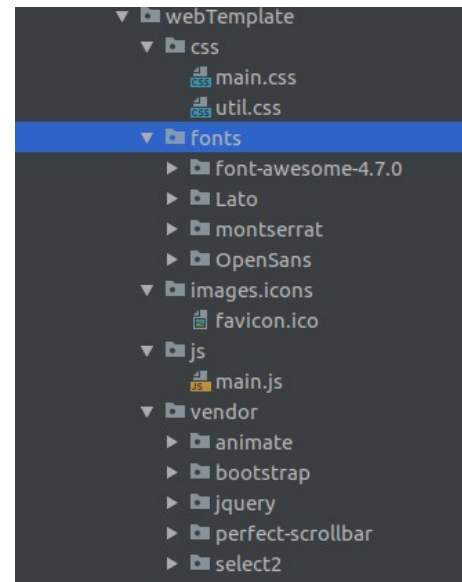 webTemplate
css
main.css
util.css
fonts
font-awesome-4.7.0
Lato
montserrat
OpenSans
images.icons
favicon.ico
js
main.js
vendor
animate
bootstrap
jquery
perfect-scrollbar
select2